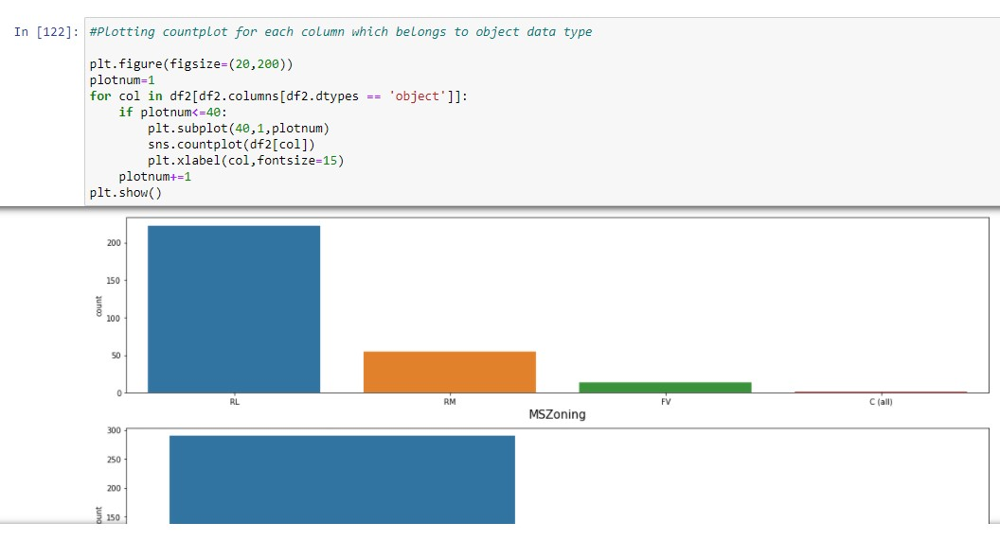 In [122]: #Plotting countplot for each column which belongs to object data type
plt.figure(figsize=(20,200))
plotnum=1
for col in df2[df2.columns[df2.dtypes == 'object']]:
    if plotnum<=40:
        plt.subplot(40,1,plotnum)
        sns.countplot(df2[col])
        plt.xlabel(col,fontsize=15)
    plotnum+=1
plt.show()
200
150
100
50
0
count
RL RM FV C (all)
MSZoning
300
250
200
150